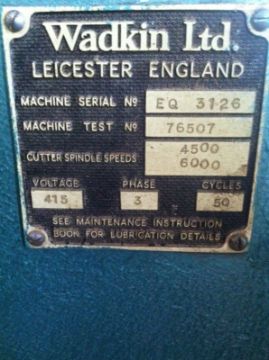 Wadkin Ltd.
LEICESTER ENGLAND
MACHINE SERIAL Nº EQ 3126
MACHINE TEST Nº 76507
CUTTER SPINDLE SPEEDS 4500
6000
VOLTAGE PHASE CYCLES
415 3 50
SEE MAINTENANCE INSTRUCTION
BOOK FOR LUBRICATION DETAILS